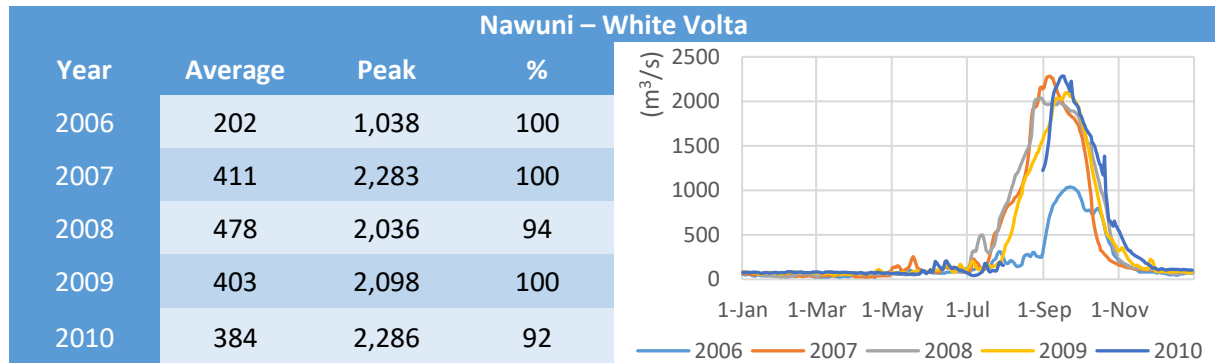 Nawuni – White Volta
Year Average Peak %
2006 202 1,038 100
2007 411 2,283 100
2008 478 2,036 94
2009 403 2,098 100
2010 384 2,286 92
(m³/s)
2500
2000
1500
1000
500
0
1-Jan 1-Mar 1-May 1-Jul 1-Sep 1-Nov
2006 2007 2008 2009 2010